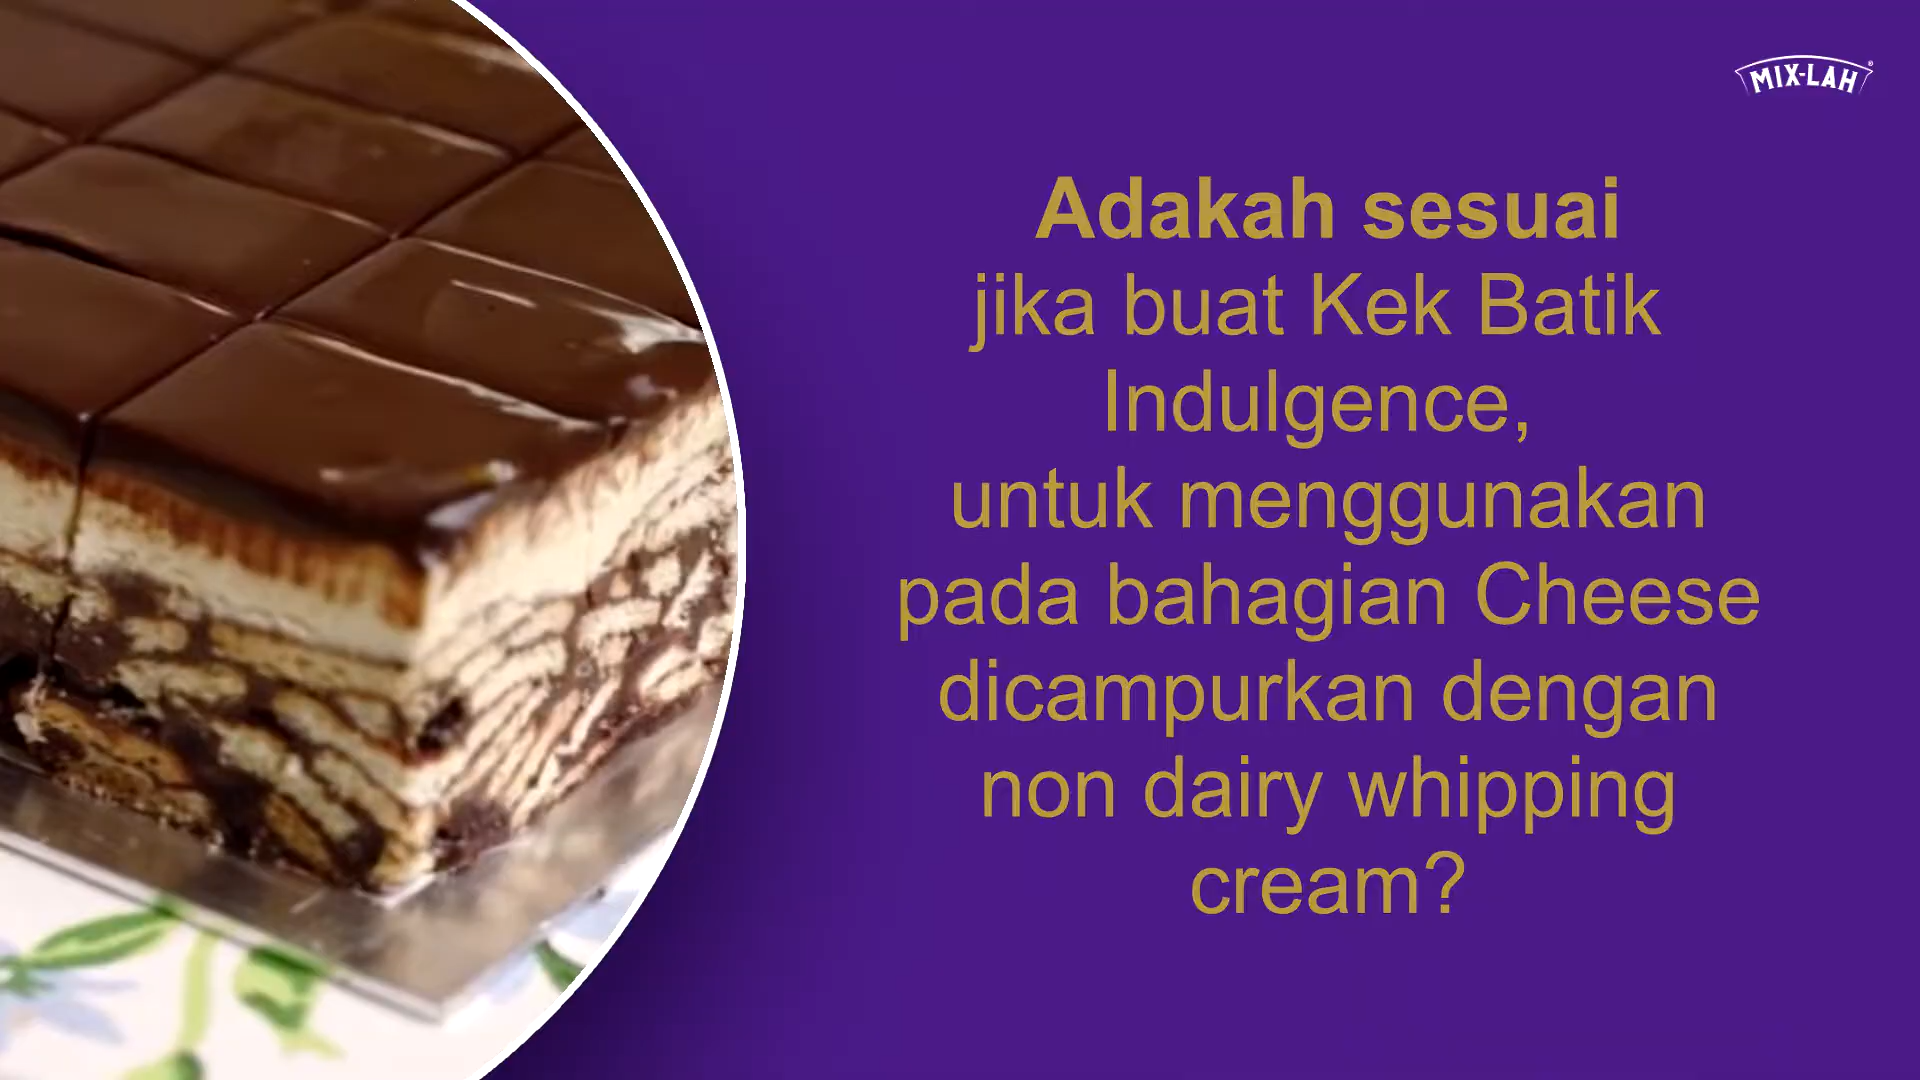 MIX-LAH®
Adakah sesuai
jika buat Kek Batik
Indulgence,
untuk menggunakan
pada bahagian Cheese
dicampurkan dengan
non dairy whipping
cream?